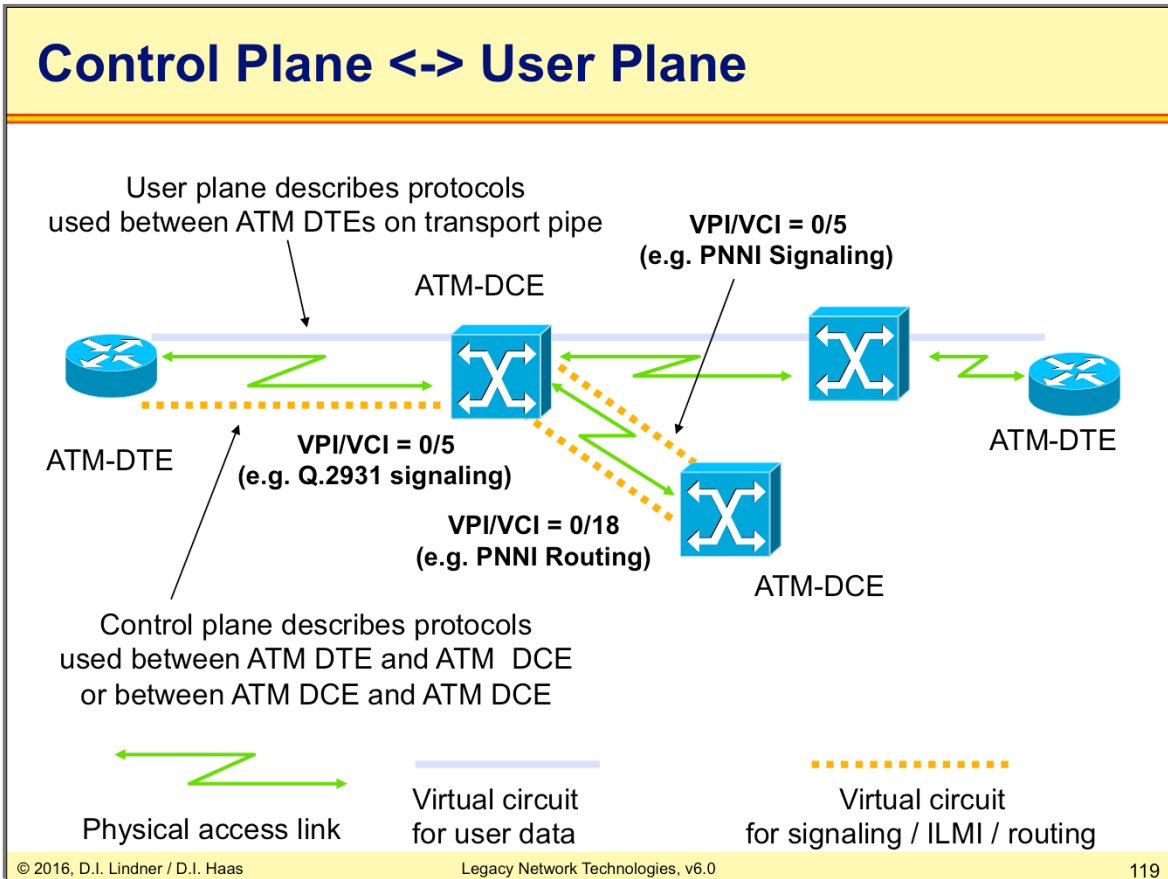 Control Plane <-> User Plane
User plane describes protocols
used between ATM DTEs on transport pipe
VPI/VCI = 0/5
(e.g. PNNI Signaling)
ATM-DCE
ATM-DTE
VPI/VCI = 0/5
(e.g. Q.2931 signaling)
ATM-DTE
VPI/VCI = 0/18
(e.g. PNNI Routing)
ATM-DCE
Control plane describes protocols
used between ATM DTE and ATM  DCE
or between ATM DCE and ATM DCE
Physical access link
Virtual circuit
for user data
Virtual circuit
for signaling / ILMI / routing
© 2016, D.I. Lindner / D.I. Haas
Legacy Network Technologies, v6.0
119